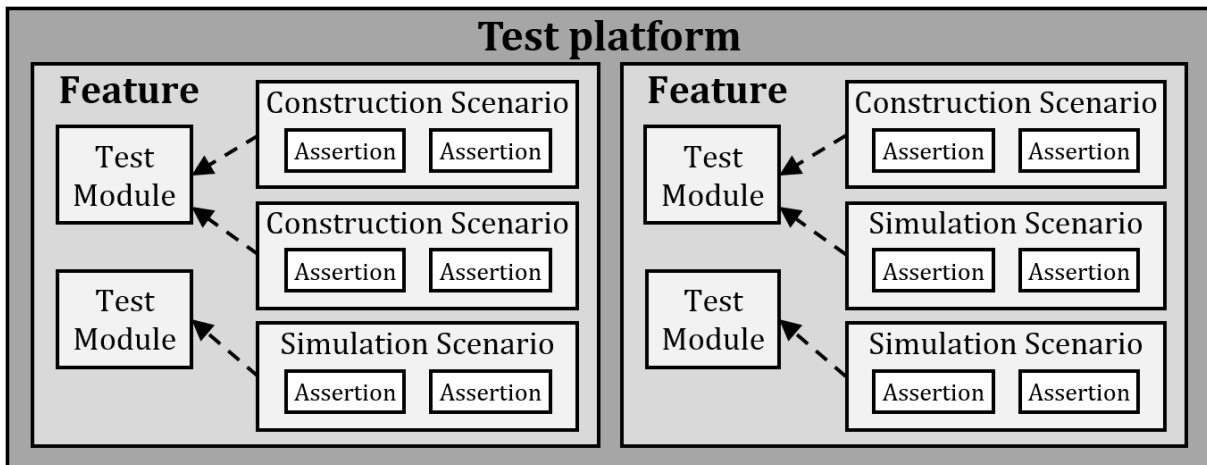 Test platform
Feature
Test
Module
Test
Module
Construction Scenario
Assertion Assertion
Construction Scenario
Assertion Assertion
Simulation Scenario
Assertion Assertion
Feature
Test
Module
Test
Module
Construction Scenario
Assertion Assertion
Simulation Scenario
Assertion Assertion
Simulation Scenario
Assertion Assertion